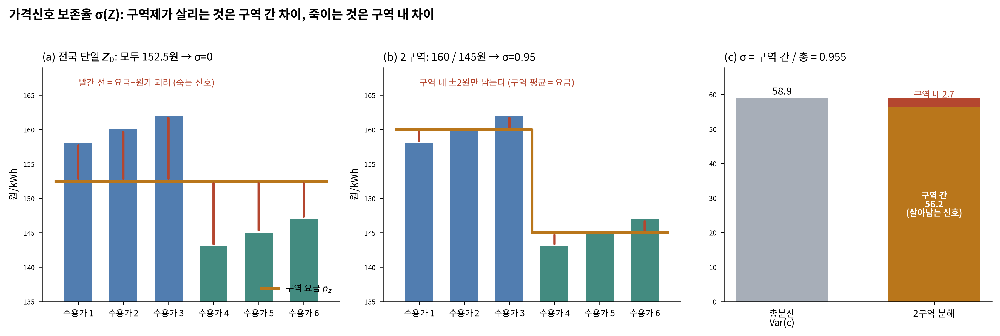 가격신호 보존율 σ(Z): 구역제가 살리는 것은 구역 간 차이, 죽이는 것은 구역 내 차이
(a) 전국 단일 Z₀: 모두 152.5원 → σ=0
빨간 선 = 요금–원가 괴리 (죽는 신호)
원/kWh
165
160
155
150
145
140
135
구역 요금 p_z
수용가 1
수용가 2
수용가 3
수용가 4
수용가 5
수용가 6
(b) 2구역: 160 / 145원 → σ=0.95
구역 내 ±2원만 남는다 (구역 평균 = 요금)
원/kWh
165
160
155
150
145
140
135
수용가 1
수용가 2
수용가 3
수용가 4
수용가 5
수용가 6
(c) σ = 구역 간 / 총 = 0.955
60
50
40
30
20
10
0
58.9
구역 내 2.7
구역 간
56.2
(살아남는 신호)
총분산
Var(c)
2구역 분해